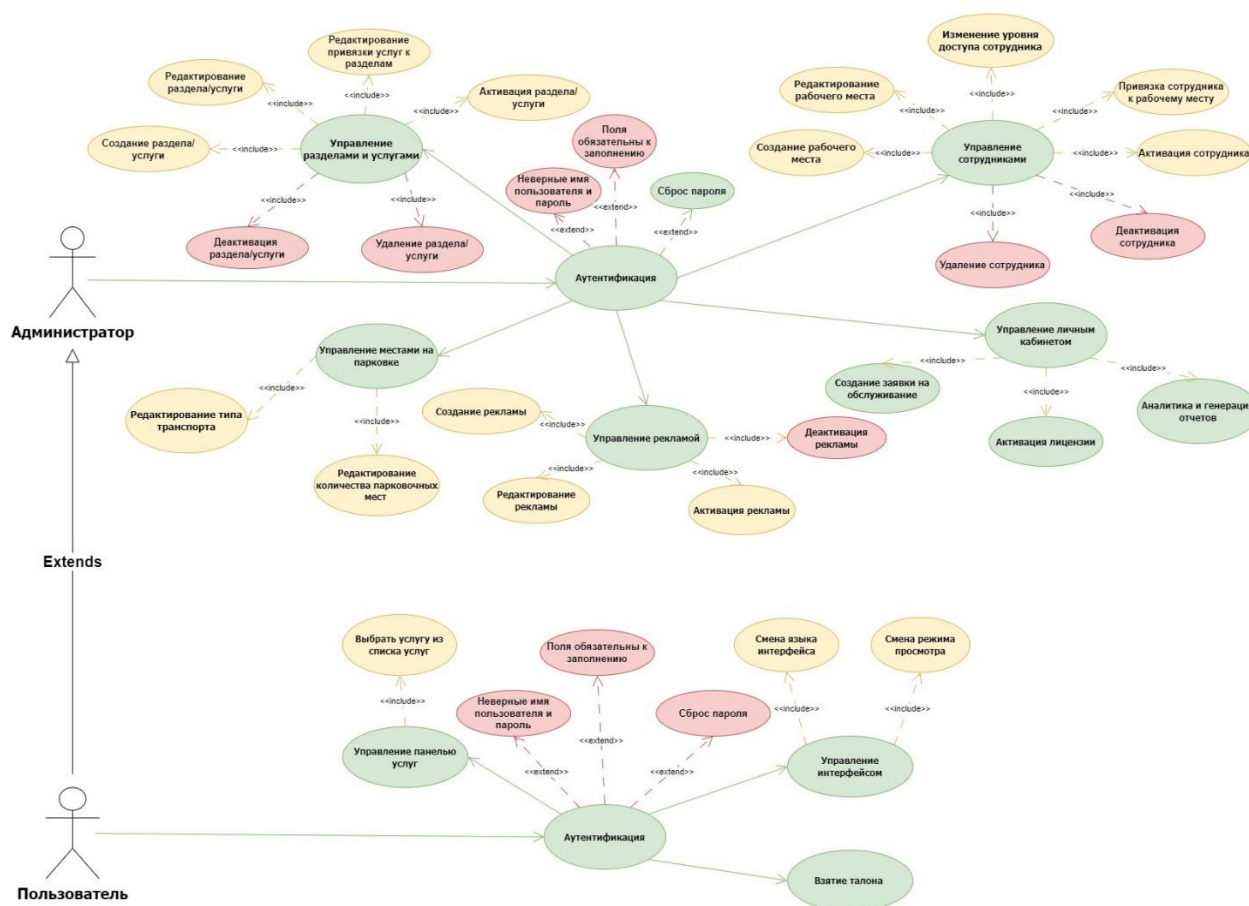 Редактирование
привязки услуг к
разделам
Редактирование
раздела/услуги
Активация раздела/
услуги
<<include>>
<<include>>
<<include>>
Создание раздела/
услуги
<<include>>
Управление
разделами и услугами
<<include>>
<<include>>
Деактивация
раздела/услуги
Удаление раздела/
услуги
Поля
обязательны к
заполнению
Неверные имя
пользователя и
пароль
Сброс пароля
<<extend>>
<<extend>>
<<extend>>
Аутентификация
Изменение уровня
доступа сотрудника
Редактирование
рабочего места
Привязка сотрудника
к рабочему месту
<<include>>
<<include>>
<<include>>
Создание рабочего
места
<<include>>
Управление
сотрудниками
<<include>>
Активация сотрудника
<<include>>
<<include>>
Удаление сотрудника
Деактивация
сотрудника
Администратор
Управление местами на
парковке
<<include>>
<<include>>
Редактирование типа
транспорта
Редактирование
количества парковочных
мест
Создание рекламы
<<include>>
Управление рекламой
<<include>>
Деактивация
рекламы
<<include>>
<<include>>
Редактирование
рекламы
Активация рекламы
Управление личным
кабинетом
<<include>>
<<include>>
<<include>>
Создание заявки на
обслуживание
Активация лицензии
Аналитика и генераци
отчетов
Extends
Выбрать услугу из
списка услуг
<<include>>
Управление панелью
услуг
Поля обязательны к
заполнению
Неверные имя
пользователя и
пароль
Сброс пароля
<<extend>>
<<extend>>
<<extend>>
Смена языка
интерфейса
Смена режима
просмотра
<<include>>
<<include>>
Управление
интерфейсом
Аутентификация
Взятие талона
Пользователь